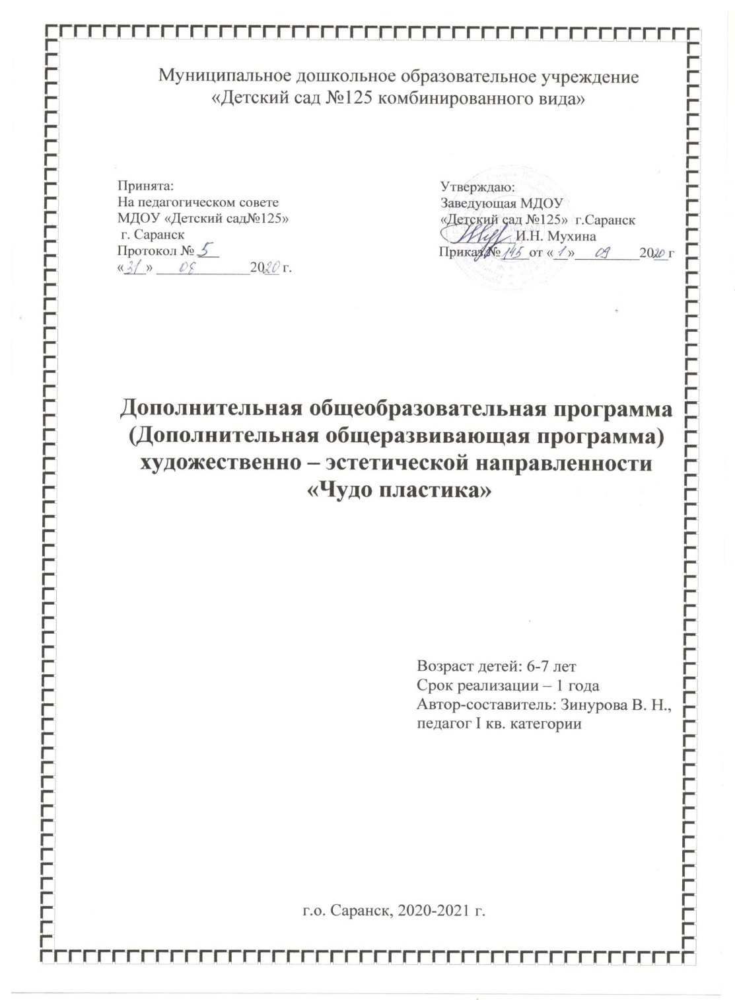 Муниципальное дошкольное образовательное учреждение
«Детский сад №125 комбинированного вида»
Принята:
На педагогическом совете
МДОУ «Детский сад№125»
г. Саранск
Протокол № 5
«31» 08 2020 г.
Утверждаю:
Заведующая МДОУ
«Детский сад №125» г.Саранск
И.Н. Мухина
Приказ № 145 от «1» 09 2020 г
Дополнительная общеобразовательная программа
(Дополнительная общеразвивающая программа)
художественно – эстетической направленности
«Чудо пластика»
Возраст детей: 6-7 лет
Срок реализации – 1 года
Автор-составитель: Зинурова В. Н.,
педагог I кв. категории
г.о. Саранск, 2020-2021 г.